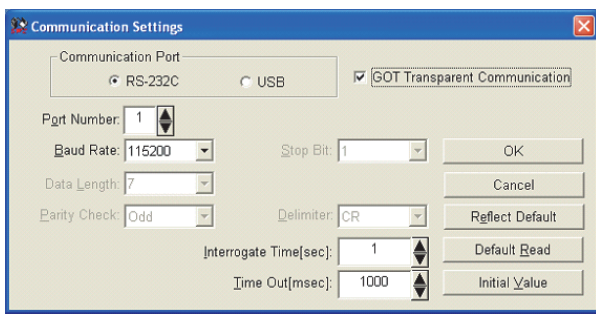 Communication Settings
Communication Port
RS-232C USB
GOT Transparent Communication
Port Number: 1
Baud Rate: 115200 Stop Bit: 1 OK
Data Length: 7 Cancel
Parity Check: Odd Delimiter: CR Reflect Default
Interrogate Time[sec]: 1 Default Read
Time Out[msec]: 1000 Initial Value